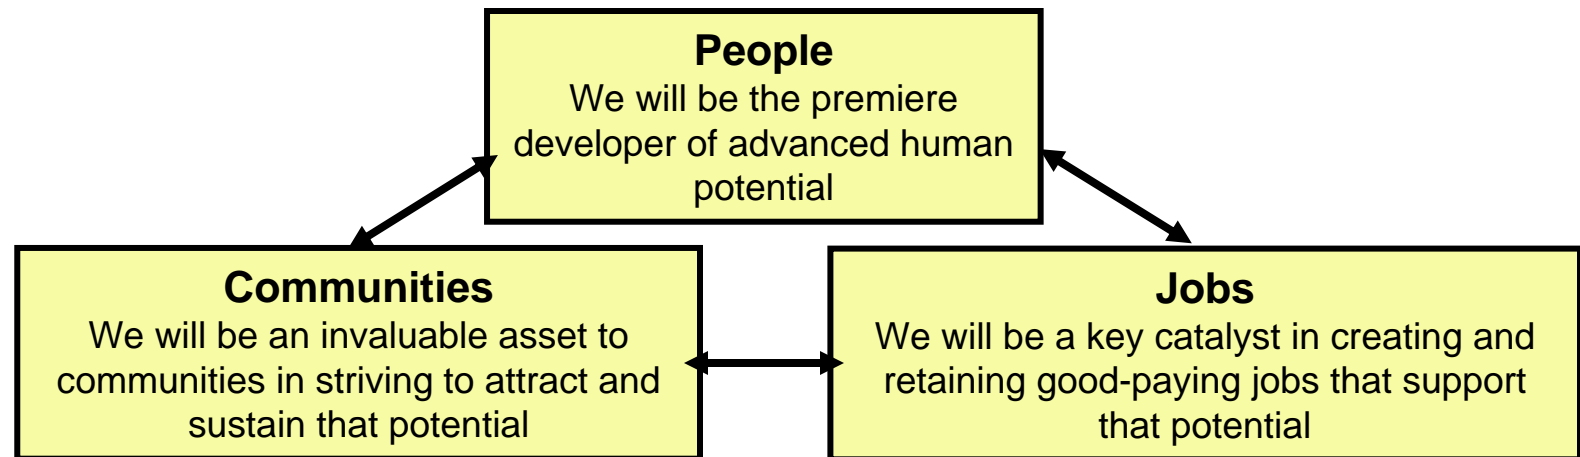 People
We will be the premiere
developer of advanced human
potential
Communities
We will be an invaluable asset to
communities in striving to attract and
sustain that potential
Jobs
We will be a key catalyst in creating and
retaining good-paying jobs that support
that potential